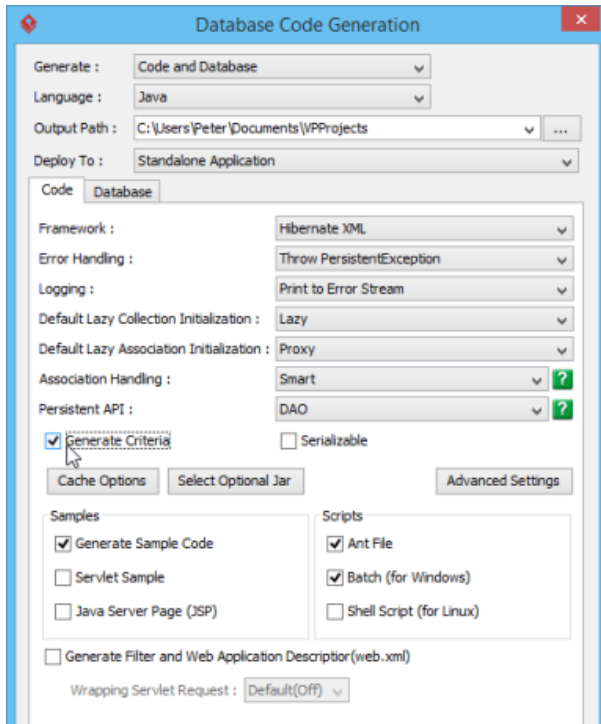 Database Code Generation
Generate : Code and Database
Language : Java
Output Path : C:\Users\Peter\Documents\VPProjects ...
Deploy To : Standalone Application
Code Database
Framework : Hibernate XML
Error Handling : Throw PersistentException
Logging : Print to Error Stream
Default Lazy Collection Initialization : Lazy
Default Lazy Association Initialization : Proxy
Association Handling : Smart ?
Persistent API : DAO ?
Generate Criteria Serializable
Cache Options Select Optional Jar Advanced Settings
Samples Scripts
Generate Sample Code Ant File
Servlet Sample Batch (for Windows)
Java Server Page (JSP) Shell Script (for Linux)
Generate Filter and Web Application Descriptior(web.xml)
Wrapping Servlet Request : Default(Off)